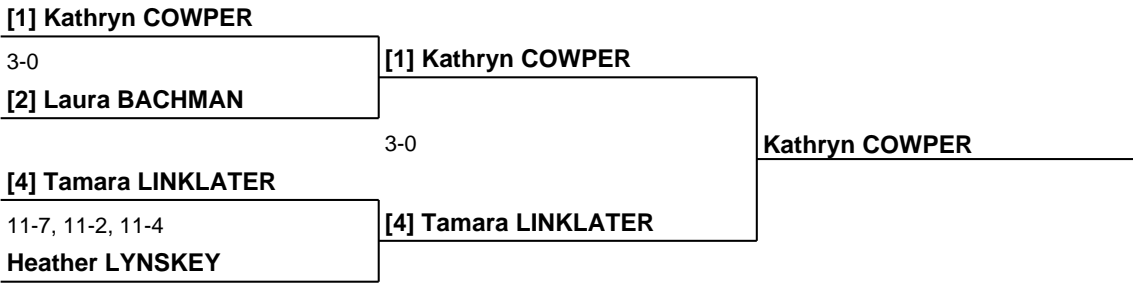 [1] Kathryn COWPER
3-0
[1] Kathryn COWPER
[2] Laura BACHMAN
3-0
Kathryn COWPER
[4] Tamara LINKLATER
11-7, 11-2, 11-4
[4] Tamara LINKLATER
Heather LYNSKEY